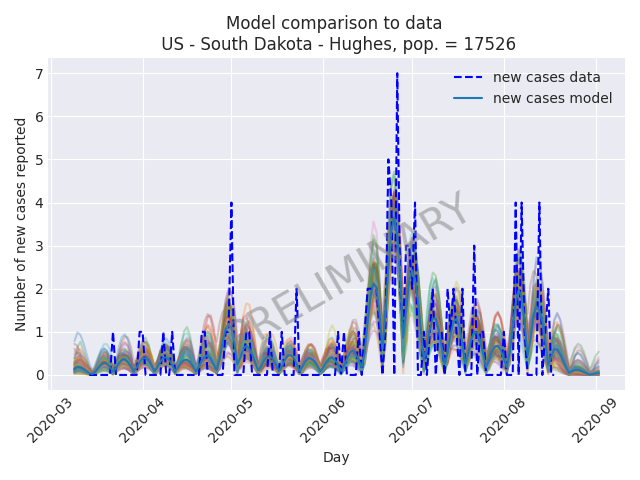 Model comparison to data
US - South Dakota - Hughes, pop. = 17526
7
6
5
4
3
2
1
0
Number of new cases reported
new cases data
new cases model
PRELIMINARY
2020-03
2020-04
2020-05
2020-06
2020-07
2020-08
2020-09
Day